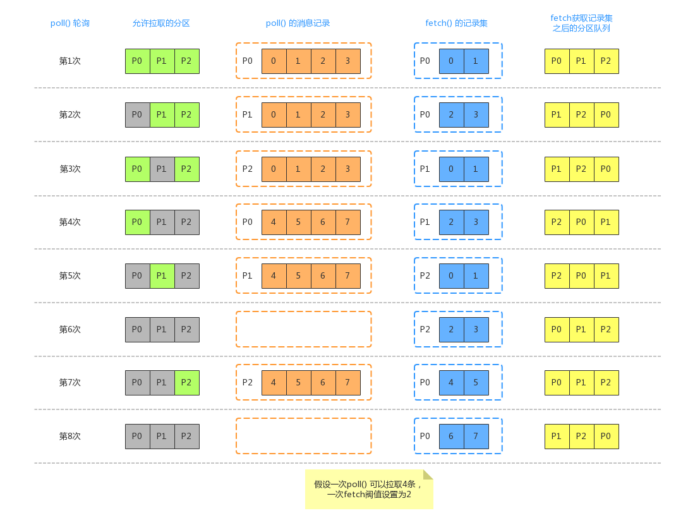 poll() 轮询 允许拉取的分区 poll() 的消息记录 fetch() 的记录集 fetch获取记录集
之后的分区队列
第1次 P0 P1 P2 P0 0 1 2 3 P0 0 1 P0 P1 P2
第2次 P0 P1 P2 P1 0 1 2 3 P0 2 3 P1 P2 P0
第3次 P0 P1 P2 P2 0 1 2 3 P1 0 1 P1 P2 P0
第4次 P0 P1 P2 P0 4 5 6 7 P1 2 3 P2 P0 P1
第5次 P0 P1 P2 P1 4 5 6 7 P2 0 1 P2 P0 P1
第6次 P0 P1 P2 P2 2 3 P0 P1 P2
第7次 P0 P1 P2 P2 4 5 6 7 P0 4 5 P0 P1 P2
第8次 P0 P1 P2 P0 6 7 P1 P2 P0
假设一次poll() 可以拉取4条，
一次fetch阀值设置为2